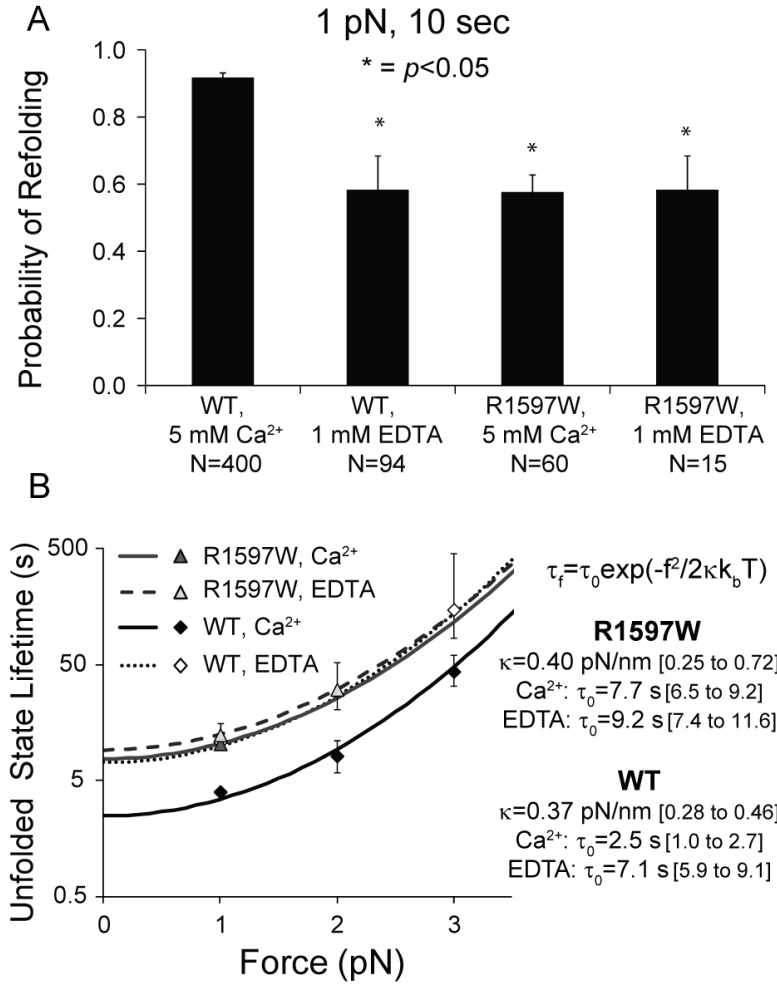 A
1 pN, 10 sec
* = p<0.05
Probability of Refolding
1.0
0.8
0.6
0.4
0.2
0.0
*
*
*
WT,
5 mM Ca²⁺
N=400
WT,
1 mM EDTA
N=94
R1597W,
5 mM Ca²⁺
N=60
R1597W,
1 mM EDTA
N=15
B
Unfolded State Lifetime (s)
500
50
5
0.5
R1597W, Ca²⁺
R1597W, EDTA
WT, Ca²⁺
WT, EDTA
0
1
2
3
Force (pN)
τf=τ₀exp(-f²/2κkbT)
R1597W
κ=0.40 pN/nm [0.25 to 0.72]
Ca²⁺: τ₀=7.7 s [6.5 to 9.2]
EDTA: τ₀=9.2 s [7.4 to 11.6]
WT
κ=0.37 pN/nm [0.28 to 0.46]
Ca²⁺: τ₀=2.5 s [1.0 to 2.7]
EDTA: τ₀=7.1 s [5.9 to 9.1]